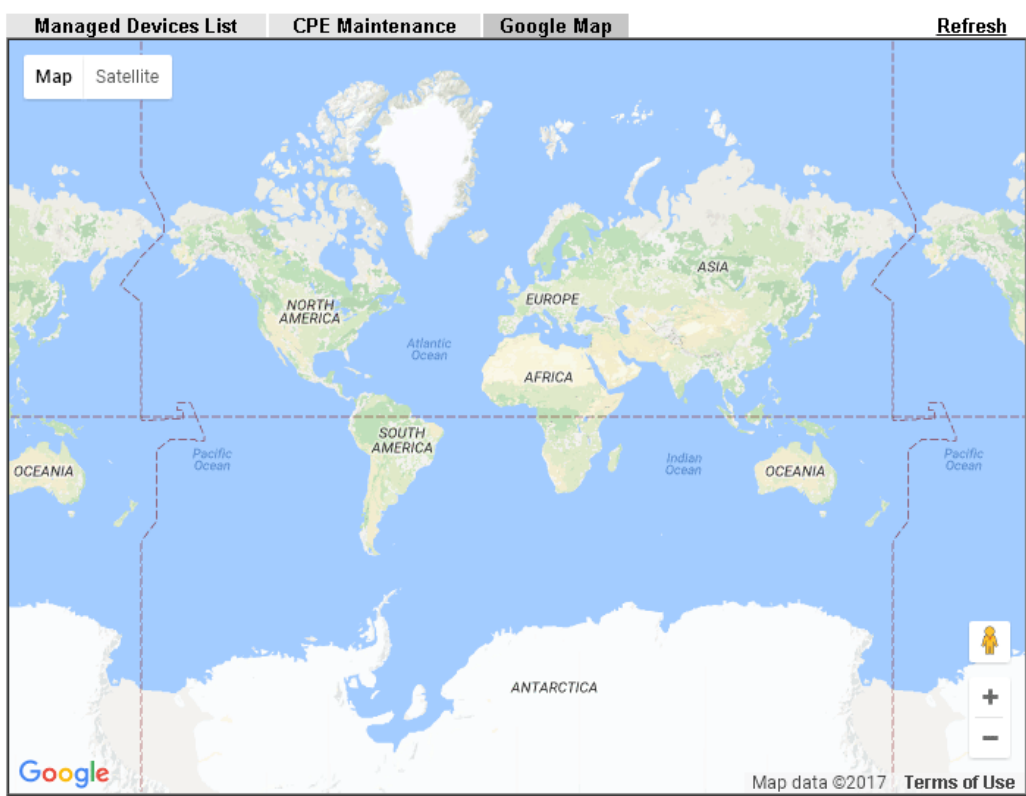 Managed Devices List CPE Maintenance Google Map Refresh
Map Satellite
ASIA
EUROPE
NORTH
AMERICA
Atlantic
Ocean
AFRICA
SOUTH
AMERICA
Pacific
Ocean
Indian
Ocean
Pacific
Ocean
OCEANIA
OCEANIA
ANTARCTICA
+
−
Google
Map data ©2017 Terms of Use